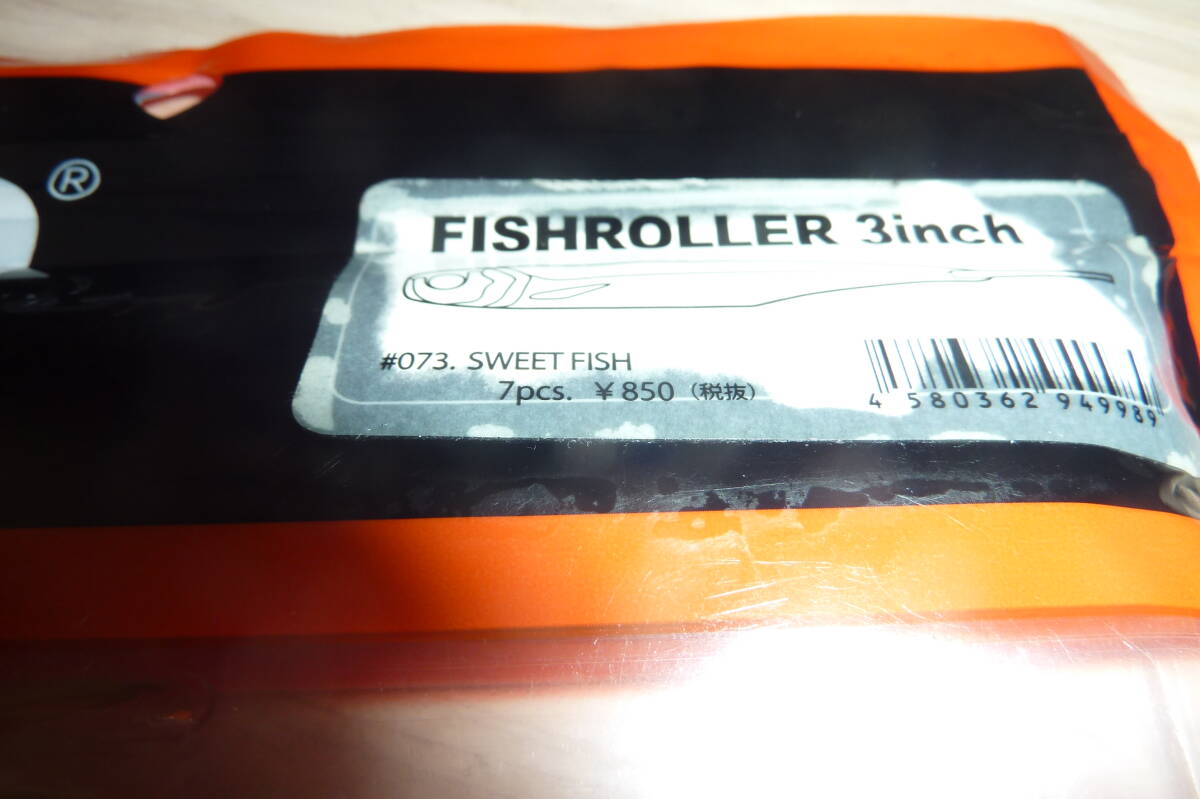 ®
FISHROLLER 3inch
#073. SWEET FISH
7pcs. ¥850（税抜）
4 580362 949989